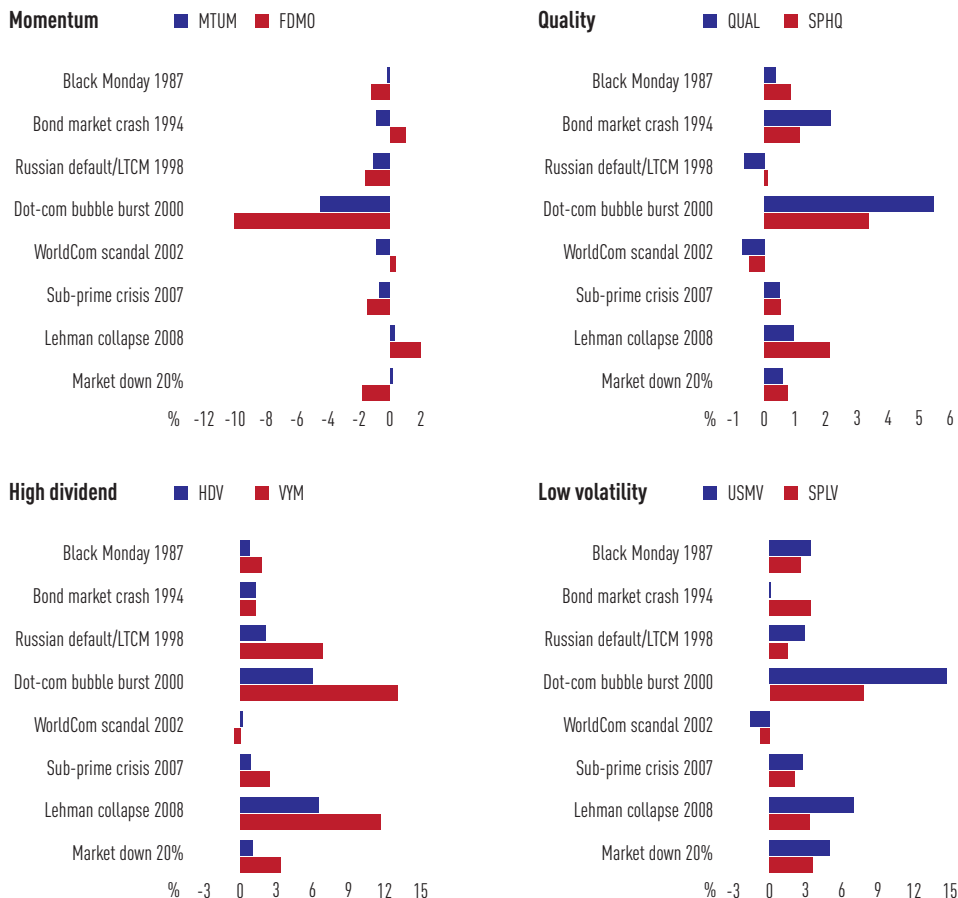 Momentum MTUM FDMO
Black Monday 1987
Bond market crash 1994
Russian default/LTCM 1998
Dot-com bubble burst 2000
WorldCom scandal 2002
Sub-prime crisis 2007
Lehman collapse 2008
Market down 20%
% -12 -10 -8 -6 -4 -2 0 2
Quality QUAL SPHQ
Black Monday 1987
Bond market crash 1994
Russian default/LTCM 1998
Dot-com bubble burst 2000
WorldCom scandal 2002
Sub-prime crisis 2007
Lehman collapse 2008
Market down 20%
% -1 0 1 2 3 4 5 6
High dividend HDV VYM
Black Monday 1987
Bond market crash 1994
Russian default/LTCM 1998
Dot-com bubble burst 2000
WorldCom scandal 2002
Sub-prime crisis 2007
Lehman collapse 2008
Market down 20%
% -3 0 3 6 9 12 15
Low volatility USMV SPLV
Black Monday 1987
Bond market crash 1994
Russian default/LTCM 1998
Dot-com bubble burst 2000
WorldCom scandal 2002
Sub-prime crisis 2007
Lehman collapse 2008
Market down 20%
% -3 0 3 6 9 12 15